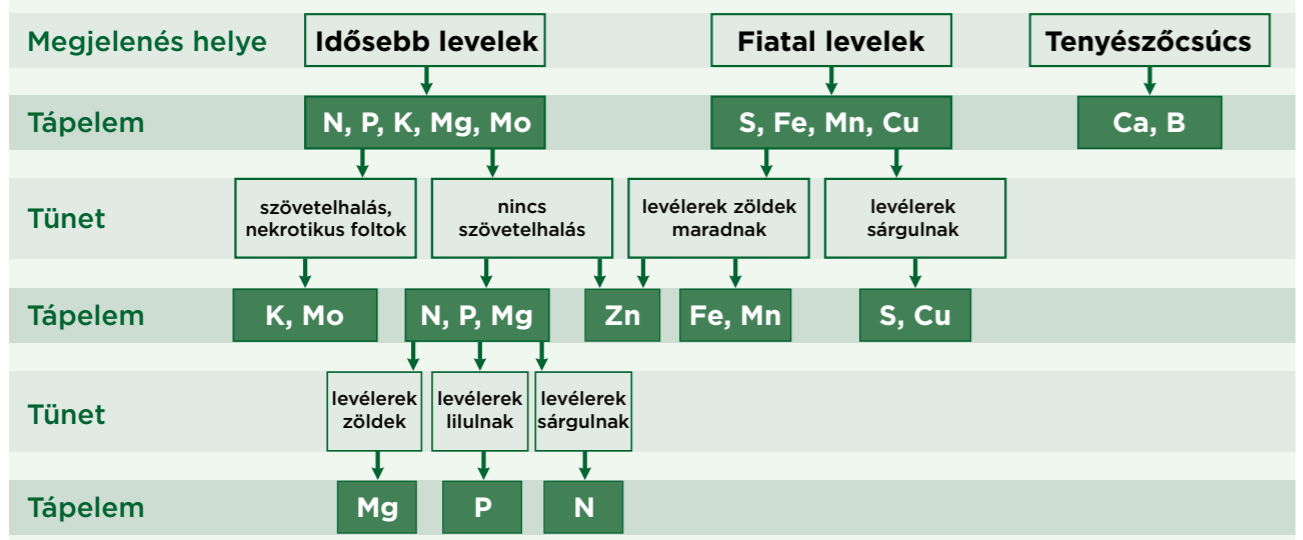 Megjelenés helye
Idősebb levelek
Fiatal levelek
Tenyészőcsúcs
Tápelem
N, P, K, Mg, Mo
S, Fe, Mn, Cu
Ca, B
Tünet
szövetelhalás,
nekrotikus foltok
nincs
szövetelhalás
levélerek zöldek
maradnak
levélerek
sárgulnak
Tápelem
K, Mo
N, P, Mg
Zn
Fe, Mn
S, Cu
Tünet
levélerek
zöldek
levélerek
lilulnak
levélerek
sárgulnak
Tápelem
Mg
P
N